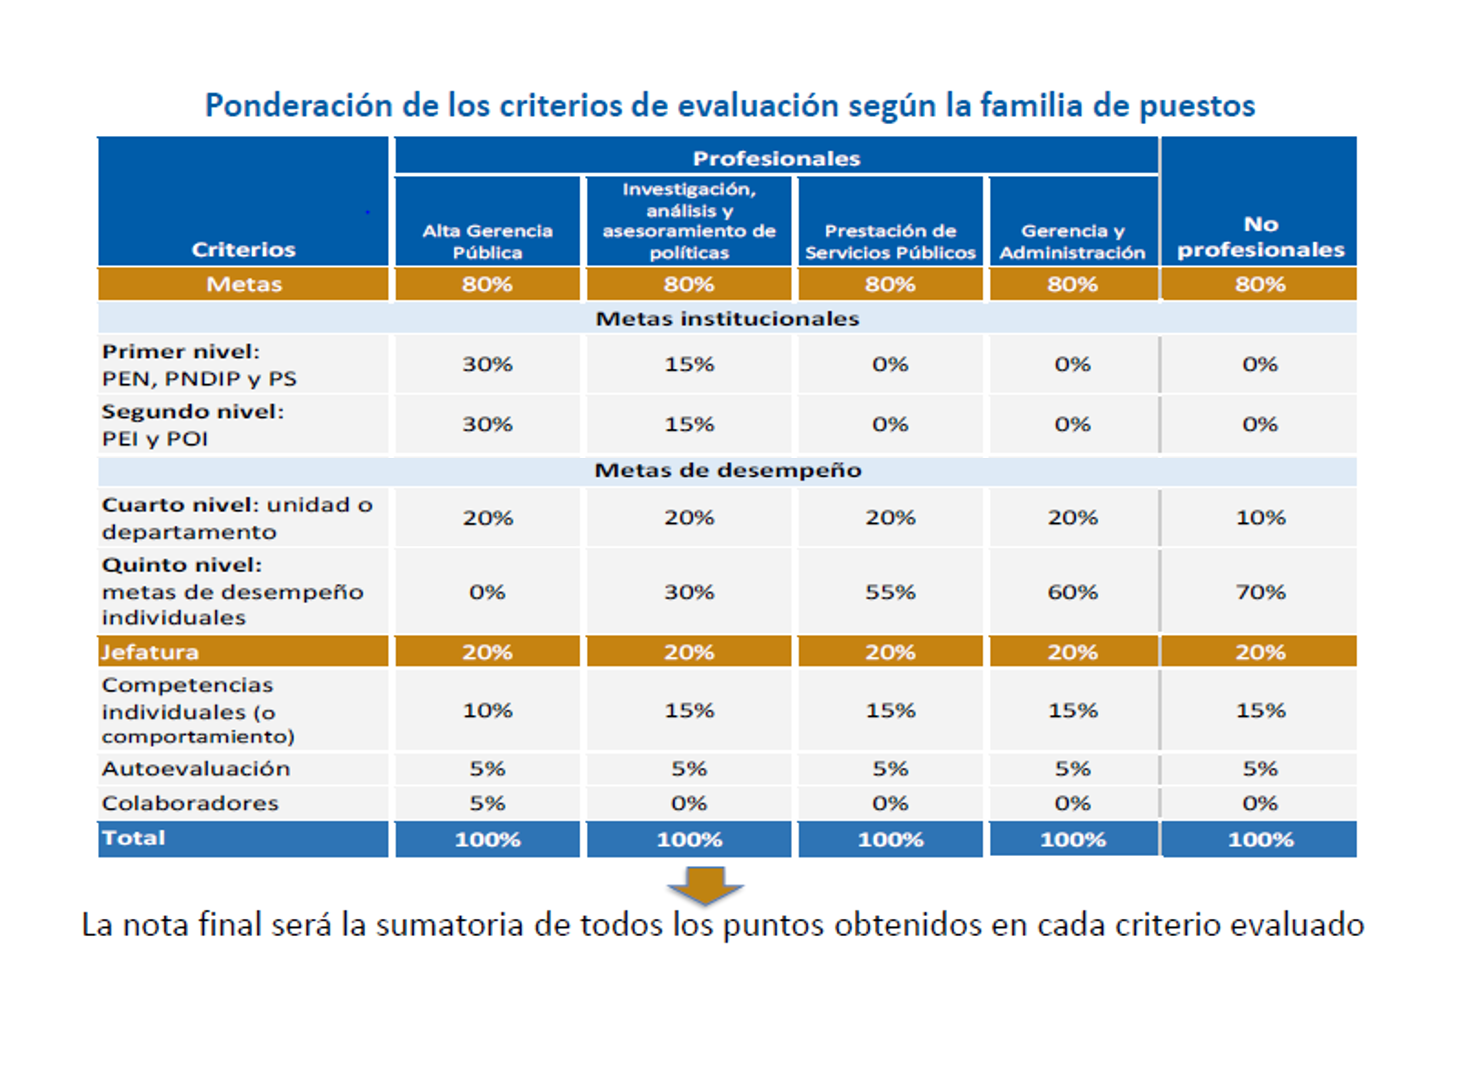 Ponderación de los criterios de evaluación según la familia de puestos
Criterios
Profesionales
Alta Gerencia
Pública
Investigación,
análisis y
asesoramiento de
políticas
Prestación de
Servicios Públicos
Gerencia y
Administración
No
profesionales
Metas 80% 80% 80% 80% 80%
Metas institucionales
Primer nivel:
PEN, PNDIP y PS
30% 15% 0% 0% 0%
Segundo nivel:
PEI y POI
30% 15% 0% 0% 0%
Metas de desempeño
Cuarto nivel: unidad o
departamento
20% 20% 20% 20% 10%
Quinto nivel:
metas de desempeño
individuales
0% 30% 55% 60% 70%
Jefatura 20% 20% 20% 20% 20%
Competencias
individuales (o
comportamiento)
10% 15% 15% 15% 15%
Autoevaluación 5% 5% 5% 5% 5%
Colaboradores 5% 0% 0% 0% 0%
Total 100% 100% 100% 100% 100%
La nota final será la sumatoria de todos los puntos obtenidos en cada criterio evaluado